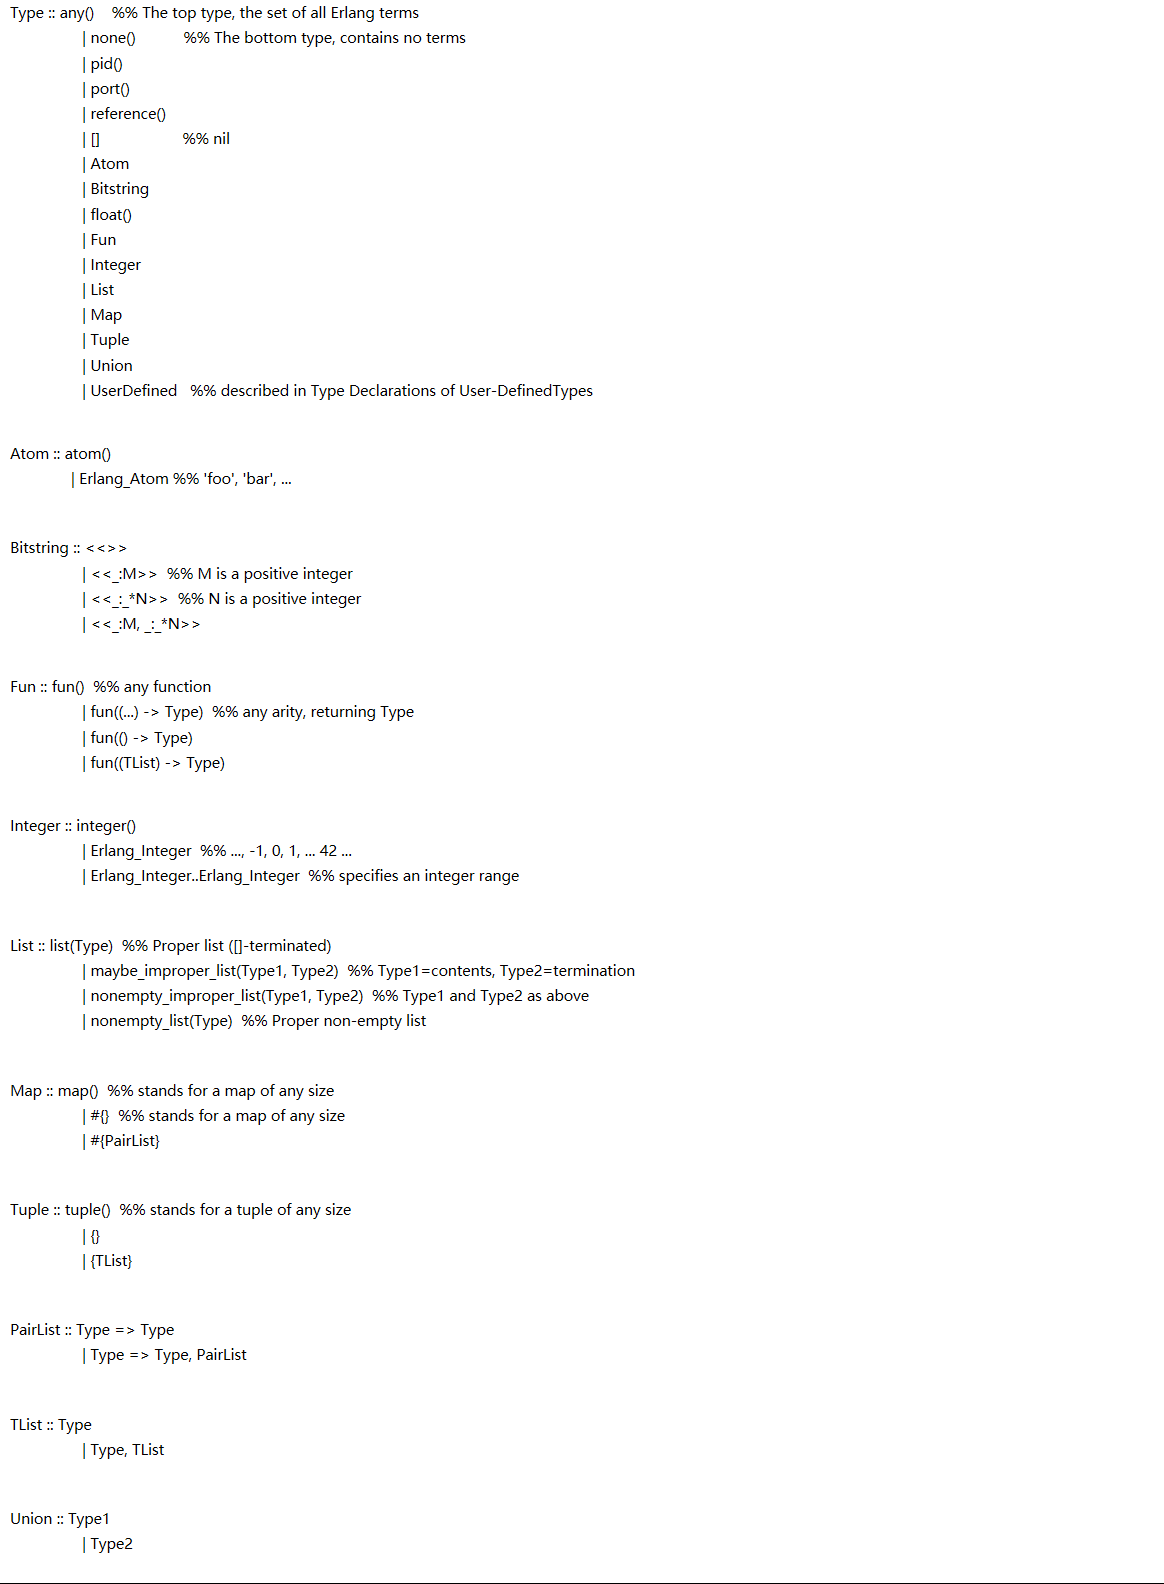 Type :: any()    %% The top type, the set of all Erlang terms
| none()           %% The bottom type, contains no terms
| pid()
| port()
| reference()
| []                   %% nil
| Atom
| Bitstring
| float()
| Fun
| Integer
| List
| Map
| Tuple
| Union
| UserDefined   %% described in Type Declarations of User-DefinedTypes
Atom :: atom()
| Erlang_Atom %% 'foo', 'bar', ...
Bitstring :: <<>>
| <<_:M>>  %% M is a positive integer
| <<_:_*N>>  %% N is a positive integer
| <<_:M, _:_*N>>
Fun :: fun()  %% any function
| fun((...) -> Type)  %% any arity, returning Type
| fun(() -> Type)
| fun((TList) -> Type)
Integer :: integer()
| Erlang_Integer  %% ..., -1, 0, 1, ... 42 ...
| Erlang_Integer..Erlang_Integer  %% specifies an integer range
List :: list(Type)  %% Proper list ([]-terminated)
| maybe_improper_list(Type1, Type2)  %% Type1=contents, Type2=termination
| nonempty_improper_list(Type1, Type2)  %% Type1 and Type2 as above
| nonempty_list(Type)  %% Proper non-empty list
Map :: map()  %% stands for a map of any size
| #{}  %% stands for a map of any size
| #{PairList}
Tuple :: tuple()  %% stands for a tuple of any size
| {}
| {TList}
PairList :: Type => Type
| Type => Type, PairList
TList :: Type
| Type, TList
Union :: Type1
| Type2